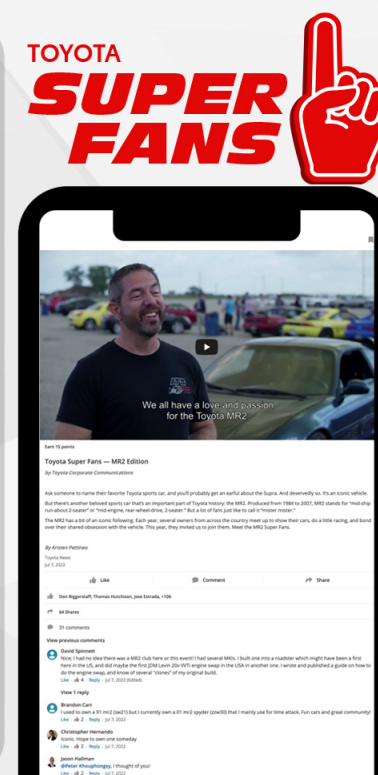 TOYOTA
SUPER
FANS
We all have a love and passion
for the Toyota MR2
Earn 15 points
Toyota Super Fans — MR2 Edition
by Toyota Corporate Communications
Ask someone to name their favorite Toyota sports car, and you'll probably get an earful about the Supra. And deservedly so. It's an iconic vehicle.
But there's another beloved sports car that's an important part of Toyota history: the MR2. Produced from 1984 to 2007, MR2 stands for "mid-ship
run-about 2-seater" or "mid-engine, rear-wheel-drive, 2-seater." But a lot of fans just like to call it "mister mister."
The MR2 has a bit of an iconic following. Each year, several owners from across the country meet up to show their cars, do a little racing, and bond
over their shared obsession with the vehicle. This year, they invited us to join them. Meet the MR2 Super Fans.
By Kristen Pettineo
Toyota News
Jul 7, 2022
Like Comment Share
Don Biggerstaff, Thomas Hutchison, Jose Estrada, +106
64 Shares
31 comments
View previous comments
David Spinnett
Nice, I had no idea there was a MR2 club here or this event! I had several MKIs. I built one into a roadster which might have been a first
here in the US, and did maybe the first JDM Levin 20v VVTi engine swap in the USA in another one. I wrote and published a guide on how to
do the engine swap, and know of several "clones" of my original build.
Like · 4 · Reply · Jul 7, 2022 (Edited)
View 1 reply
Brandon Carr
I used to own a 91 mr2 (sw21) but I currently own a 01 mr2 spyder (zzw30) that I mainly use for time attack. Fun cars and great community!
Like · 2 · Reply · Jul 7, 2022
Christopher Hernando
Iconic. Hope to own one someday
Like · 2 · Reply · Jul 7, 2022
Jason Hallman
@Peter Khouphongsy, I thought of you!
Like · 2 · Reply · Jul 7, 2022